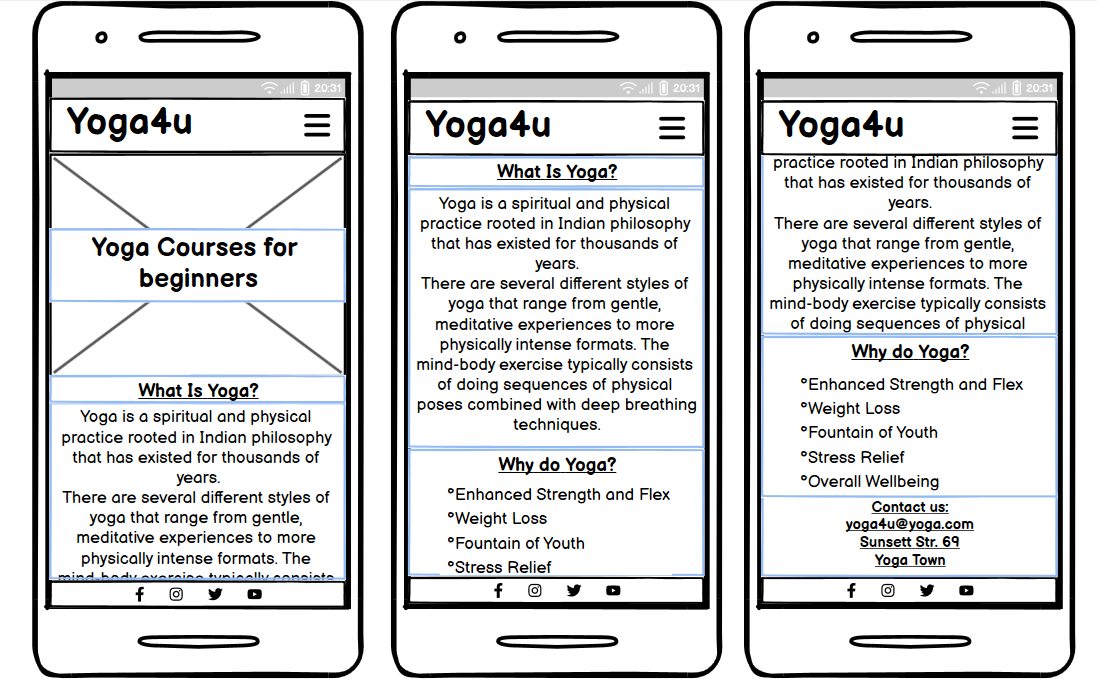 20:31
Yoga4u
Yoga Courses for
beginners
What Is Yoga?
Yoga is a spiritual and physical
practice rooted in Indian philosophy
that has existed for thousands of
years.
There are several different styles of
yoga that range from gentle,
meditative experiences to more
physically intense formats. The
mind-body exercise typically consists
20:31
Yoga4u
What Is Yoga?
Yoga is a spiritual and physical
practice rooted in Indian philosophy
that has existed for thousands of
years.
There are several different styles of
yoga that range from gentle,
meditative experiences to more
physically intense formats. The
mind-body exercise typically consists
of doing sequences of physical
poses combined with deep breathing
techniques.
Why do Yoga?
°Enhanced Strength and Flex
°Weight Loss
°Fountain of Youth
°Stress Relief
20:31
Yoga4u
practice rooted in Indian philosophy
that has existed for thousands of
years.
There are several different styles of
yoga that range from gentle,
meditative experiences to more
physically intense formats. The
mind-body exercise typically consists
of doing sequences of physical
Why do Yoga?
°Enhanced Strength and Flex
°Weight Loss
°Fountain of Youth
°Stress Relief
°Overall Wellbeing
Contact us:
yoga4u@yoga.com
Sunsett Str. 69
Yoga Town